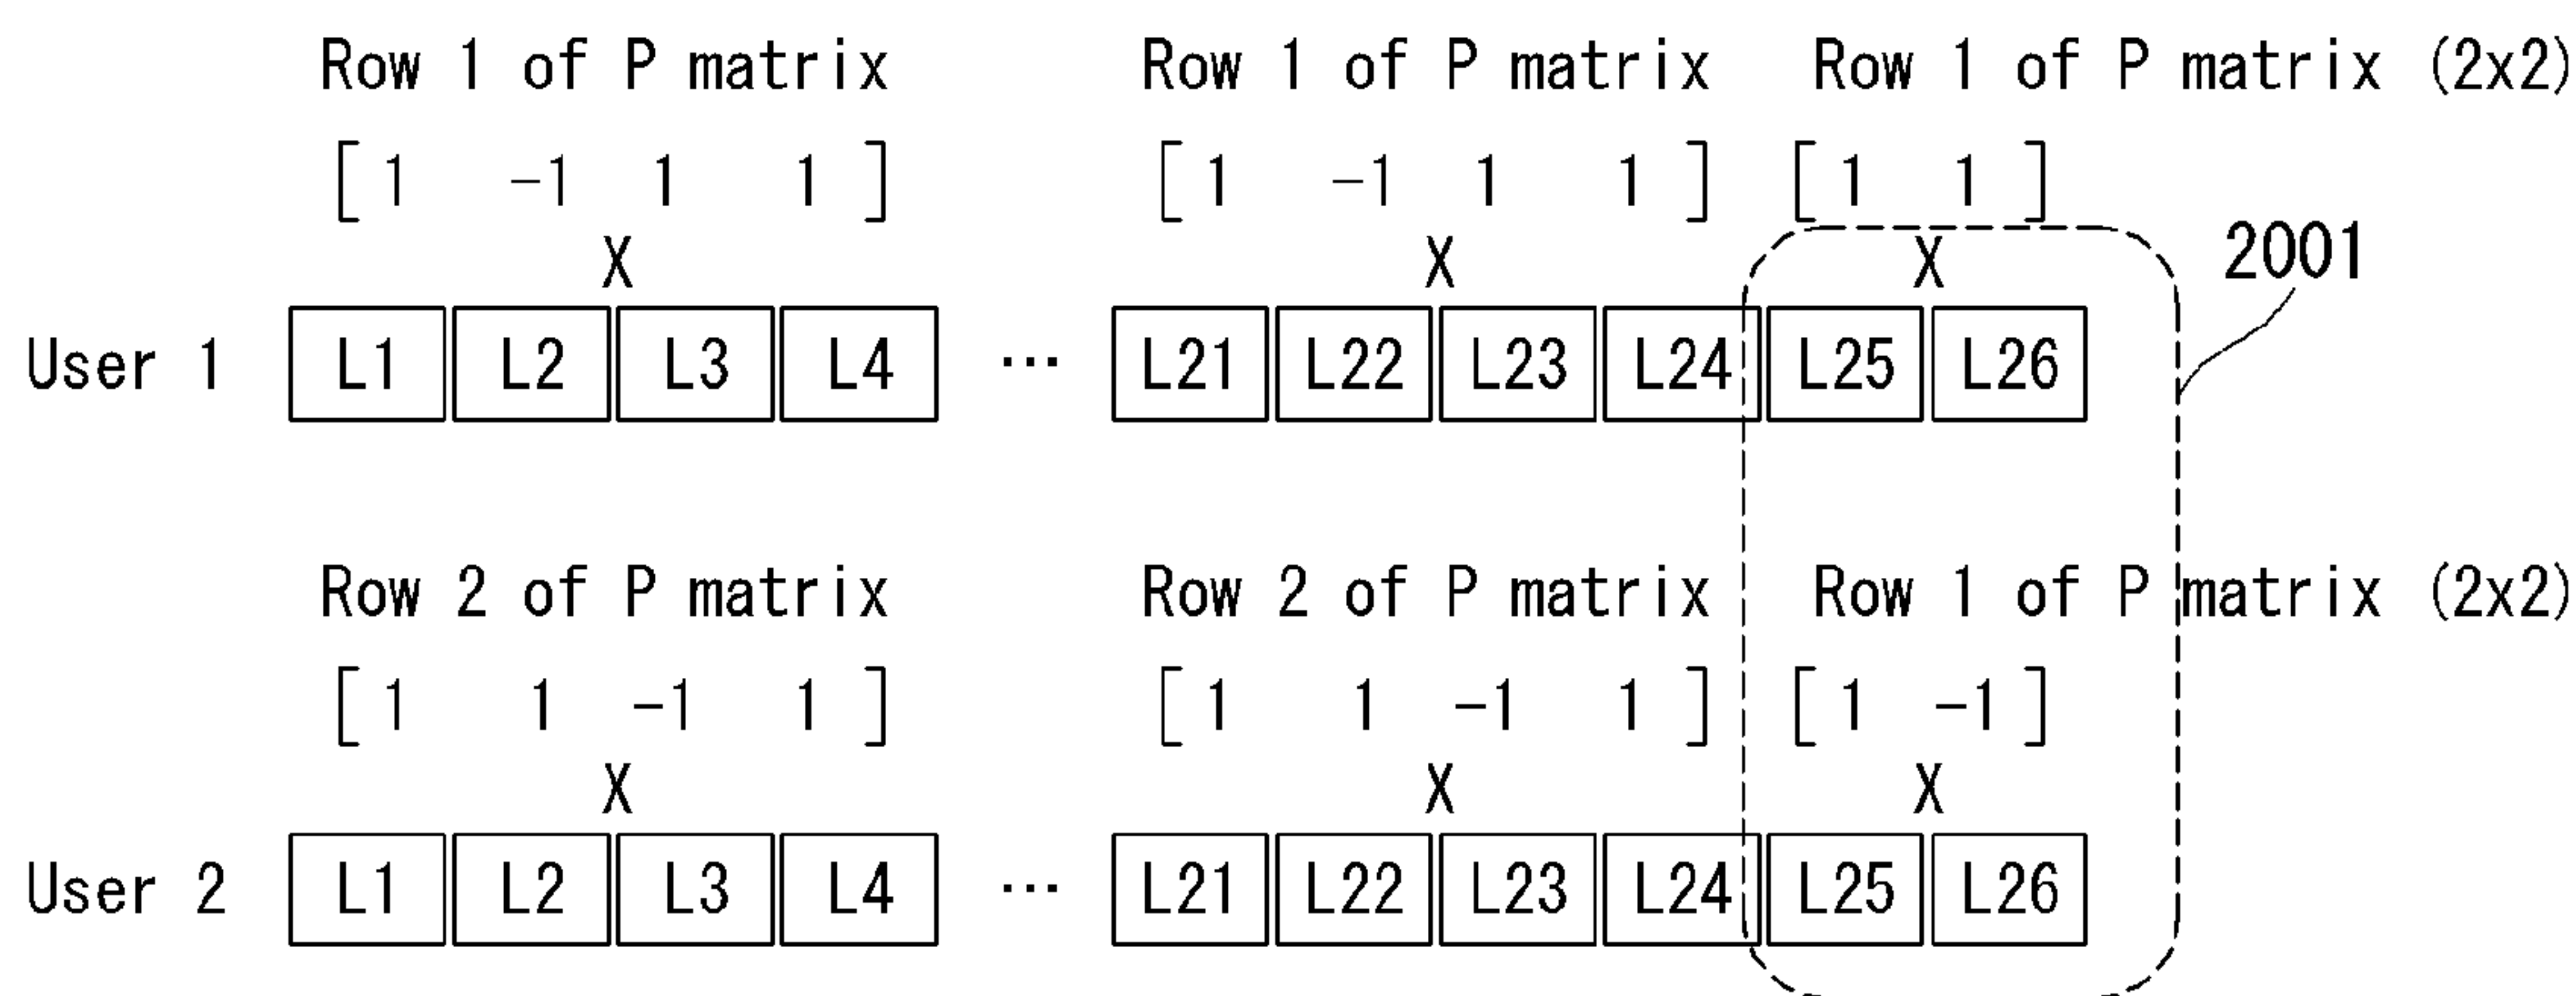 Row 1 of P matrix Row 1 of P matrix Row 1 of P matrix (2x2)
[ 1 -1 1 1 ] [ 1 -1 1 1 ] [ 1 1 ]
X X X 2001
User 1 L1 L2 L3 L4 ... L21 L22 L23 L24 L25 L26
Row 2 of P matrix Row 2 of P matrix Row 1 of P matrix (2x2)
[ 1 1 -1 1 ] [ 1 1 -1 1 ] [ 1 -1 ]
X X X
User 2 L1 L2 L3 L4 ... L21 L22 L23 L24 L25 L26